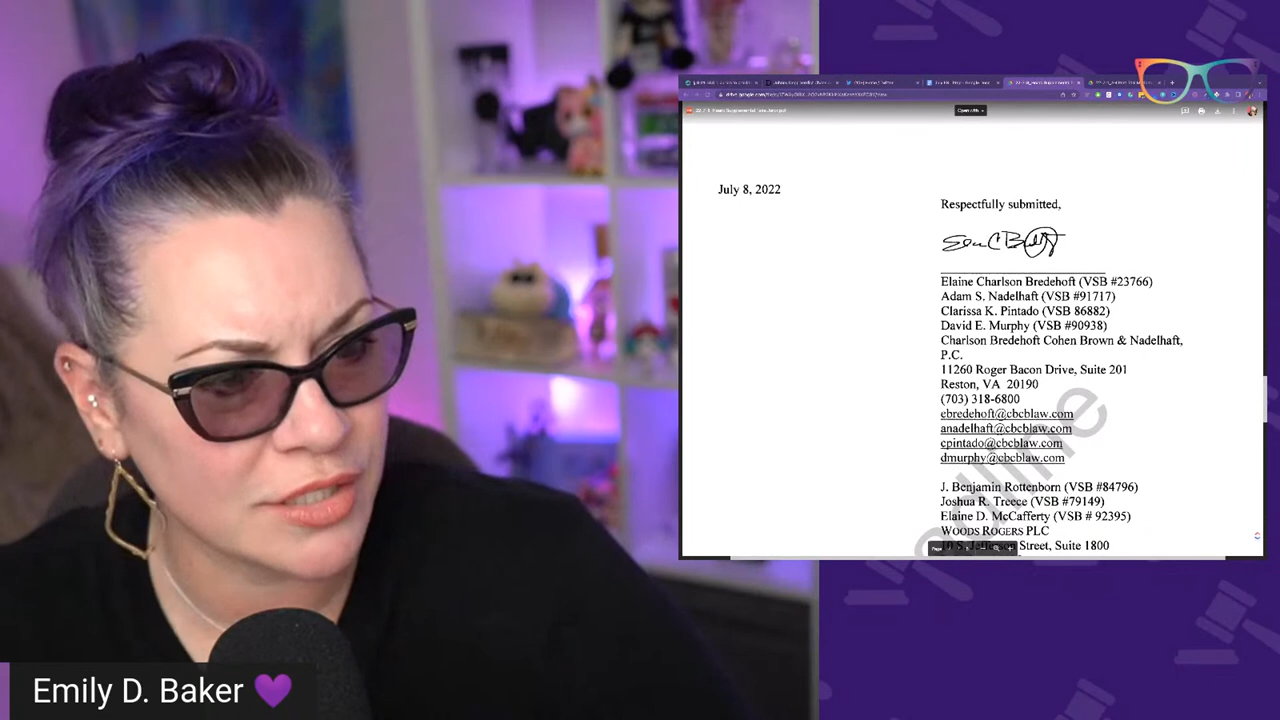 July 8, 2022
Respectfully submitted,
Elaine Charlson Bredehoft (VSB #23766)
Adam S. Nadelhaft (VSB #91717)
Clarissa K. Pintado (VSB 86882)
David E. Murphy (VSB #90938)
Charlson Bredehoft Cohen Brown & Nadelhaft,
P.C.
11260 Roger Bacon Drive, Suite 201
Reston, VA 20190
(703) 318-6800
ebredehoft@cbcblaw.com
anadelhaft@cbcblaw.com
cpintado@cbcblaw.com
dmurphy@cbcblaw.com
J. Benjamin Rottenborn (VSB #84796)
Joshua R. Treece (VSB #79149)
Elaine D. McCafferty (VSB # 92395)
WOODS ROGERS PLC
Street, Suite 1800
Emily D. Baker 💜